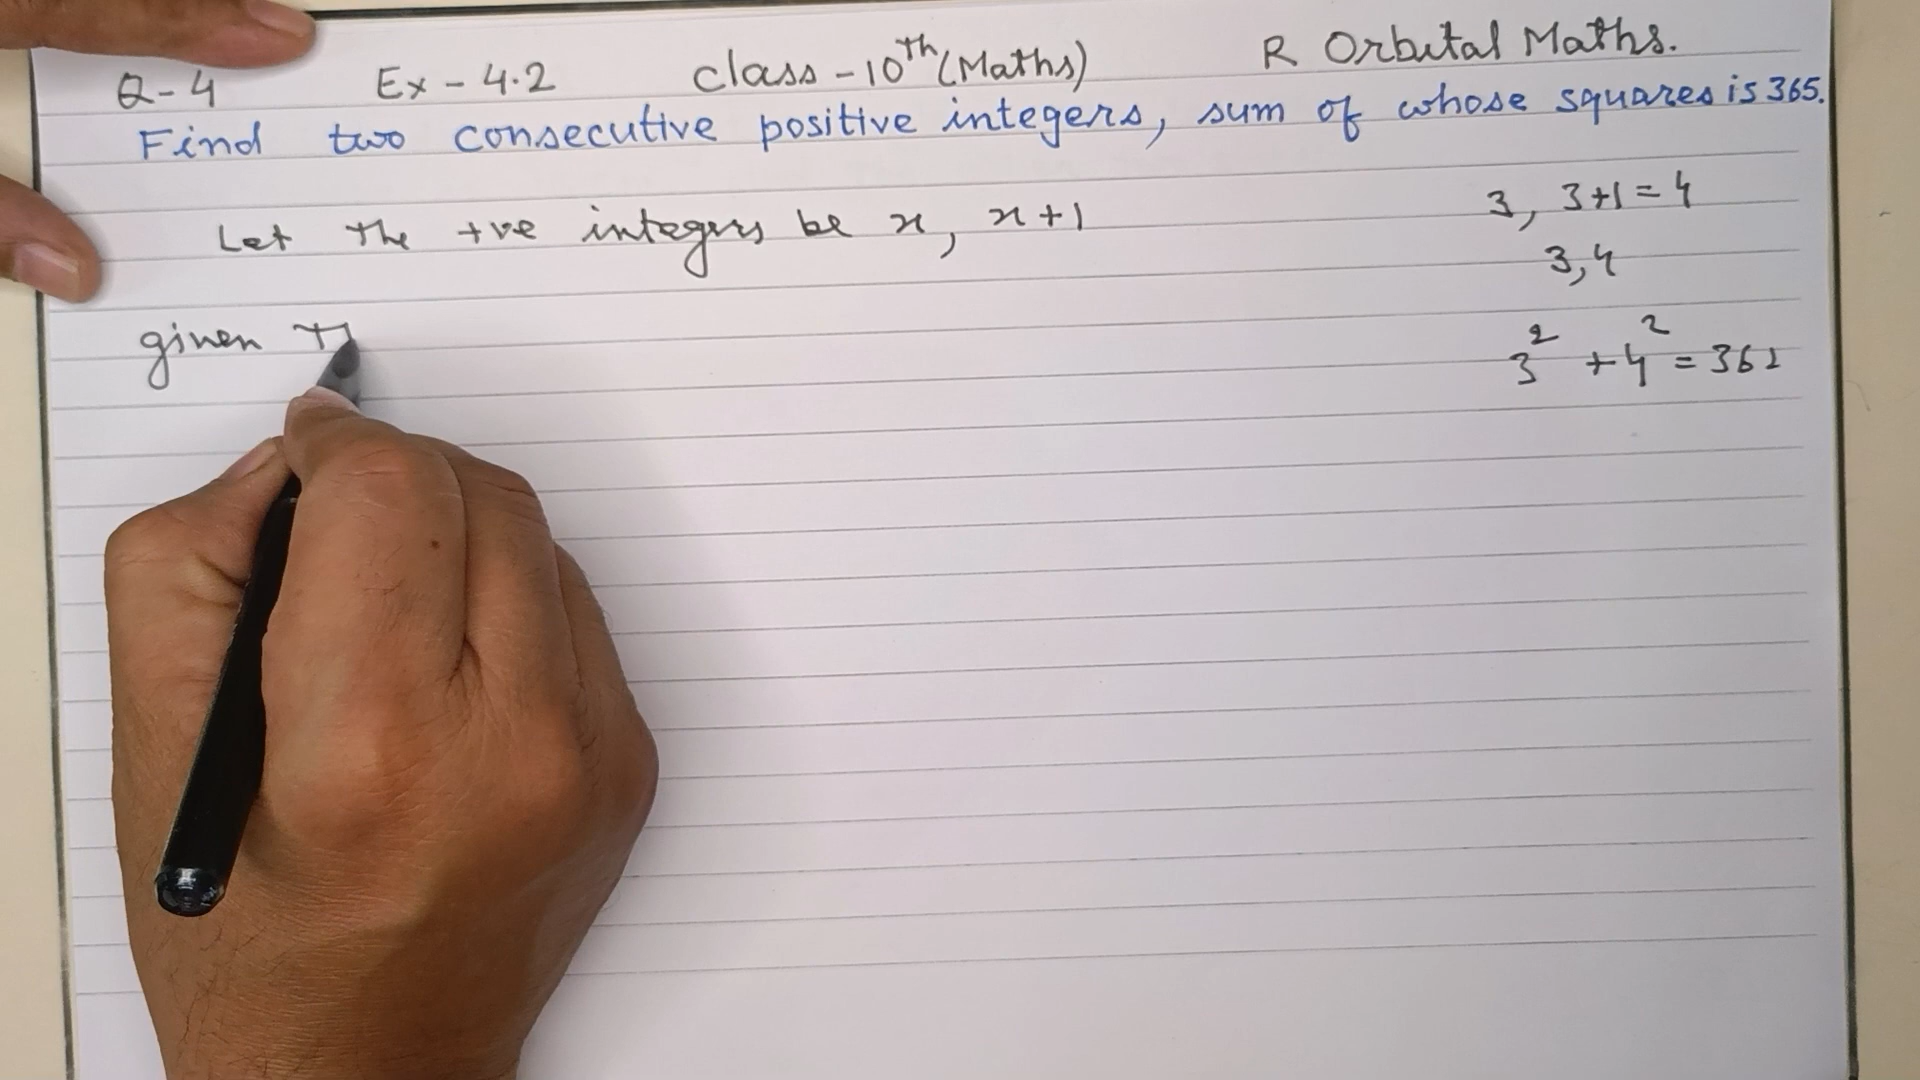 Q-4 Ex-4.2 Class-10th (Maths) R Orbital Maths.
Find two consecutive positive integers, sum of whose squares is 365.
Let the +ve integers be x, x+1
3, 3+1=4
3,4
given
3² + 4² = 365